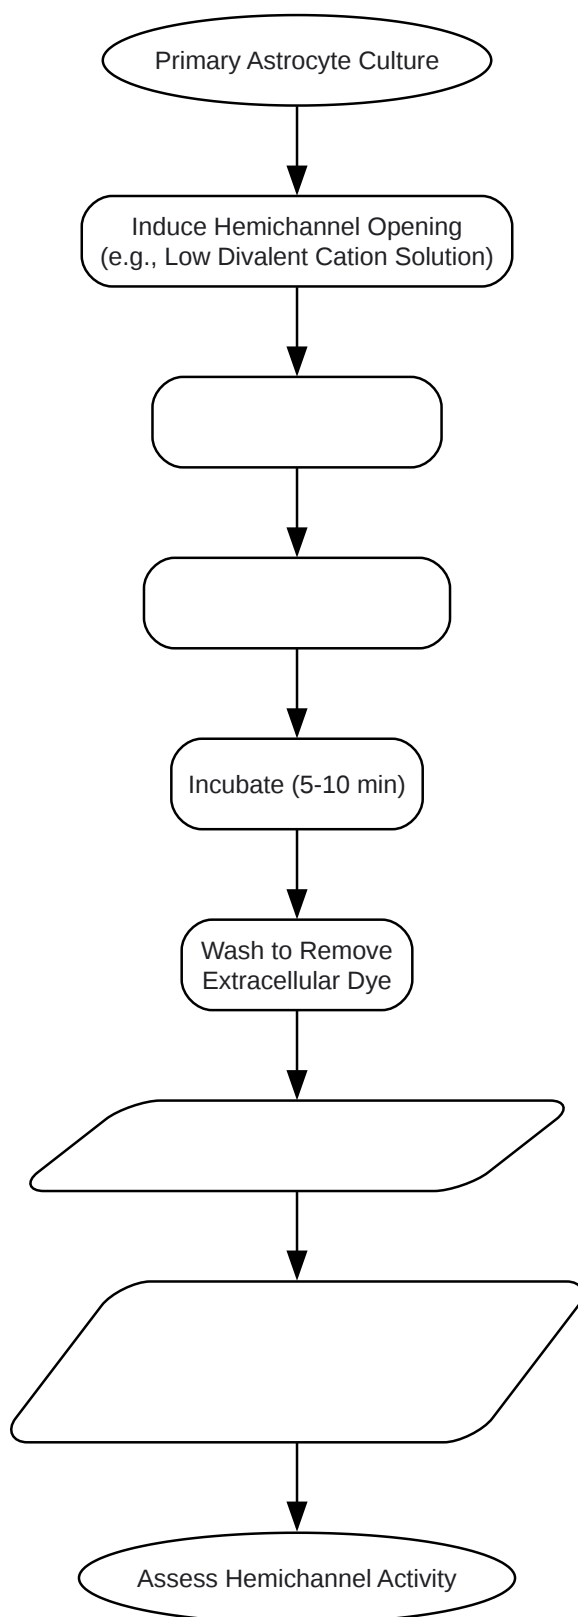 Primary Astrocyte Culture
Induce Hemichannel Opening
(e.g., Low Divalent Cation Solution)
Incubate (5-10 min)
Wash to Remove
Extracellular Dye
Assess Hemichannel Activity